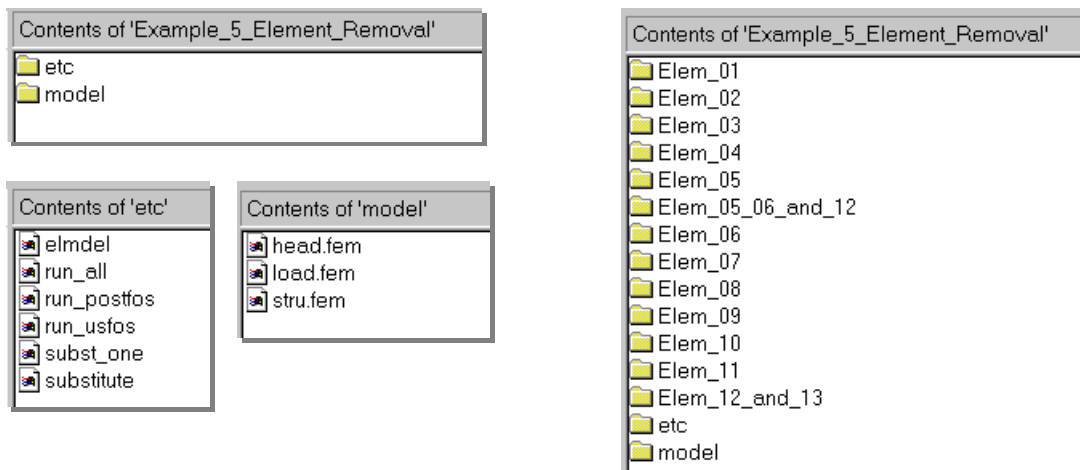 Contents of 'Example_5_Element_Removal'
etc
model
Contents of 'etc'
elmdel
run_all
run_postfos
run_usfos
subst_one
substitute
Contents of 'model'
head.fem
load.fem
stru.fem
Contents of 'Example_5_Element_Removal'
Elem_01
Elem_02
Elem_03
Elem_04
Elem_05
Elem_05_06_and_12
Elem_06
Elem_07
Elem_08
Elem_09
Elem_10
Elem_11
Elem_12_and_13
etc
model